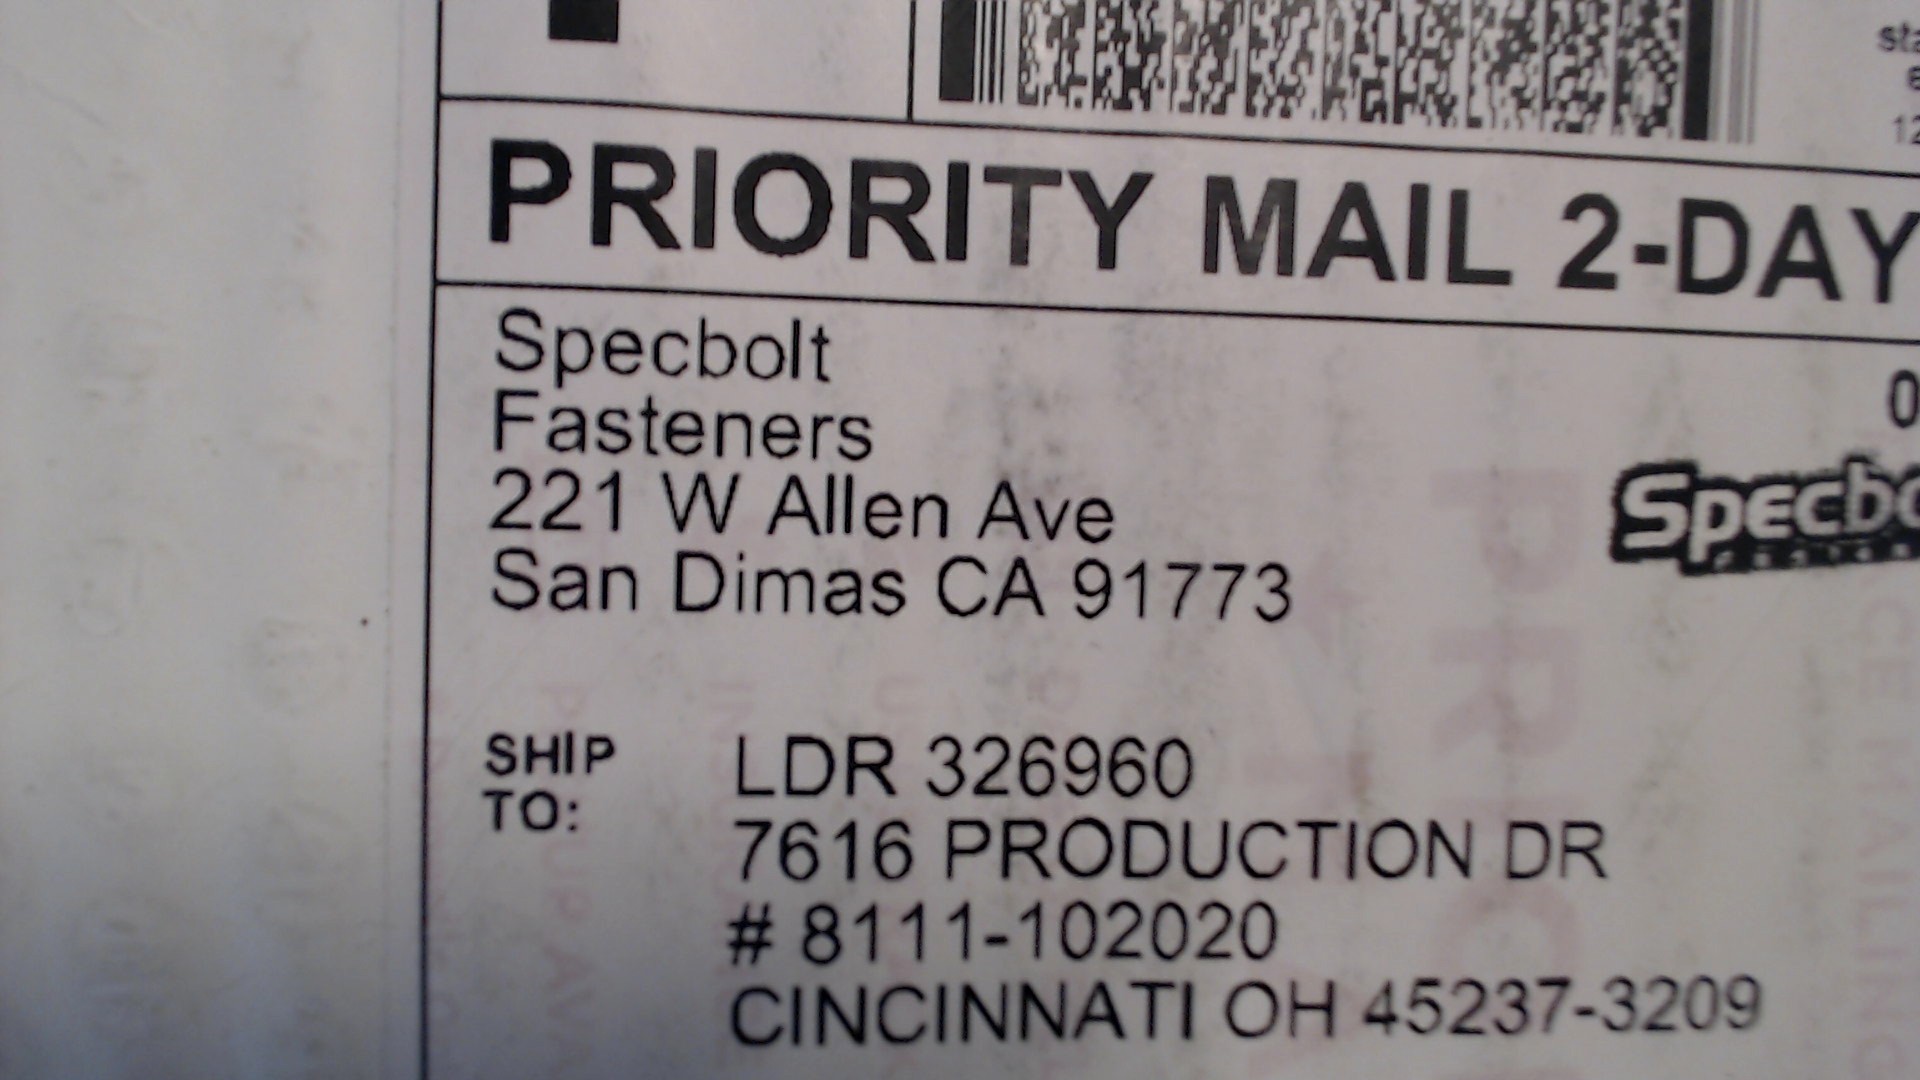 PRIORITY MAIL 2-DAY
Specbolt
Fasteners
221 W Allen Ave
San Dimas CA 91773
SHIP
TO:
LDR 326960
7616 PRODUCTION DR
# 8111-102020
CINCINNATI OH 45237-3209